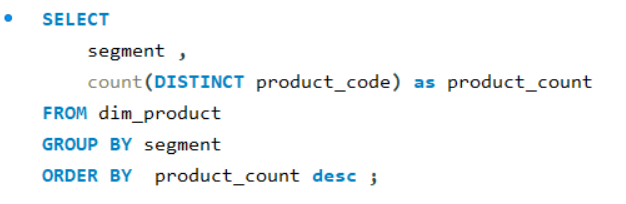 SELECT
segment ,
count(DISTINCT product_code) as product_count
FROM dim_product
GROUP BY segment
ORDER BY  product_count desc ;